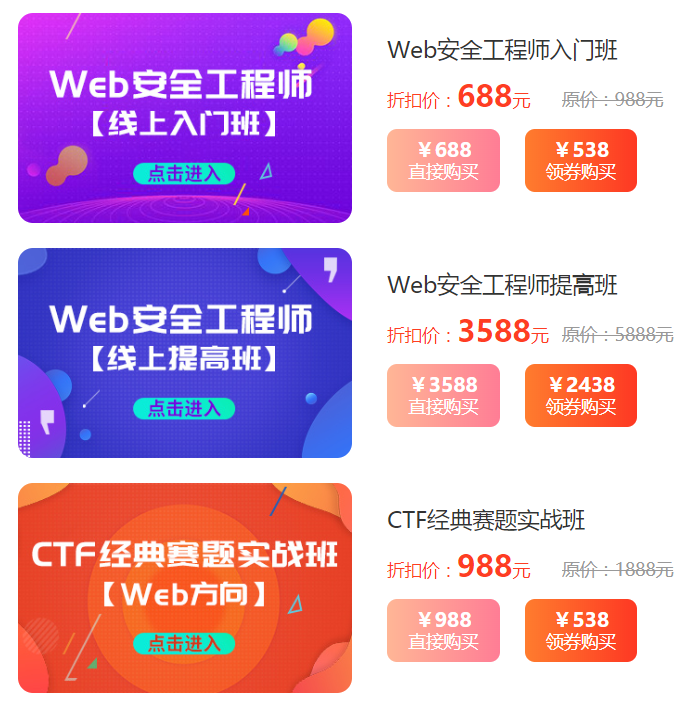 Web安全工程师
【线上入门班】
点击进入
Web安全工程师入门班
折扣价：688元 原价：988元
￥688
直接购买
￥538
领券购买
Web安全工程师
【线上提高班】
点击进入
Web安全工程师提高班
折扣价：3588元 原价：5888元
￥3588
直接购买
￥2438
领券购买
CTF经典赛题实战班
【Web方向】
点击进入
CTF经典赛题实战班
折扣价：988元 原价：1888元
￥988
直接购买
￥538
领券购买